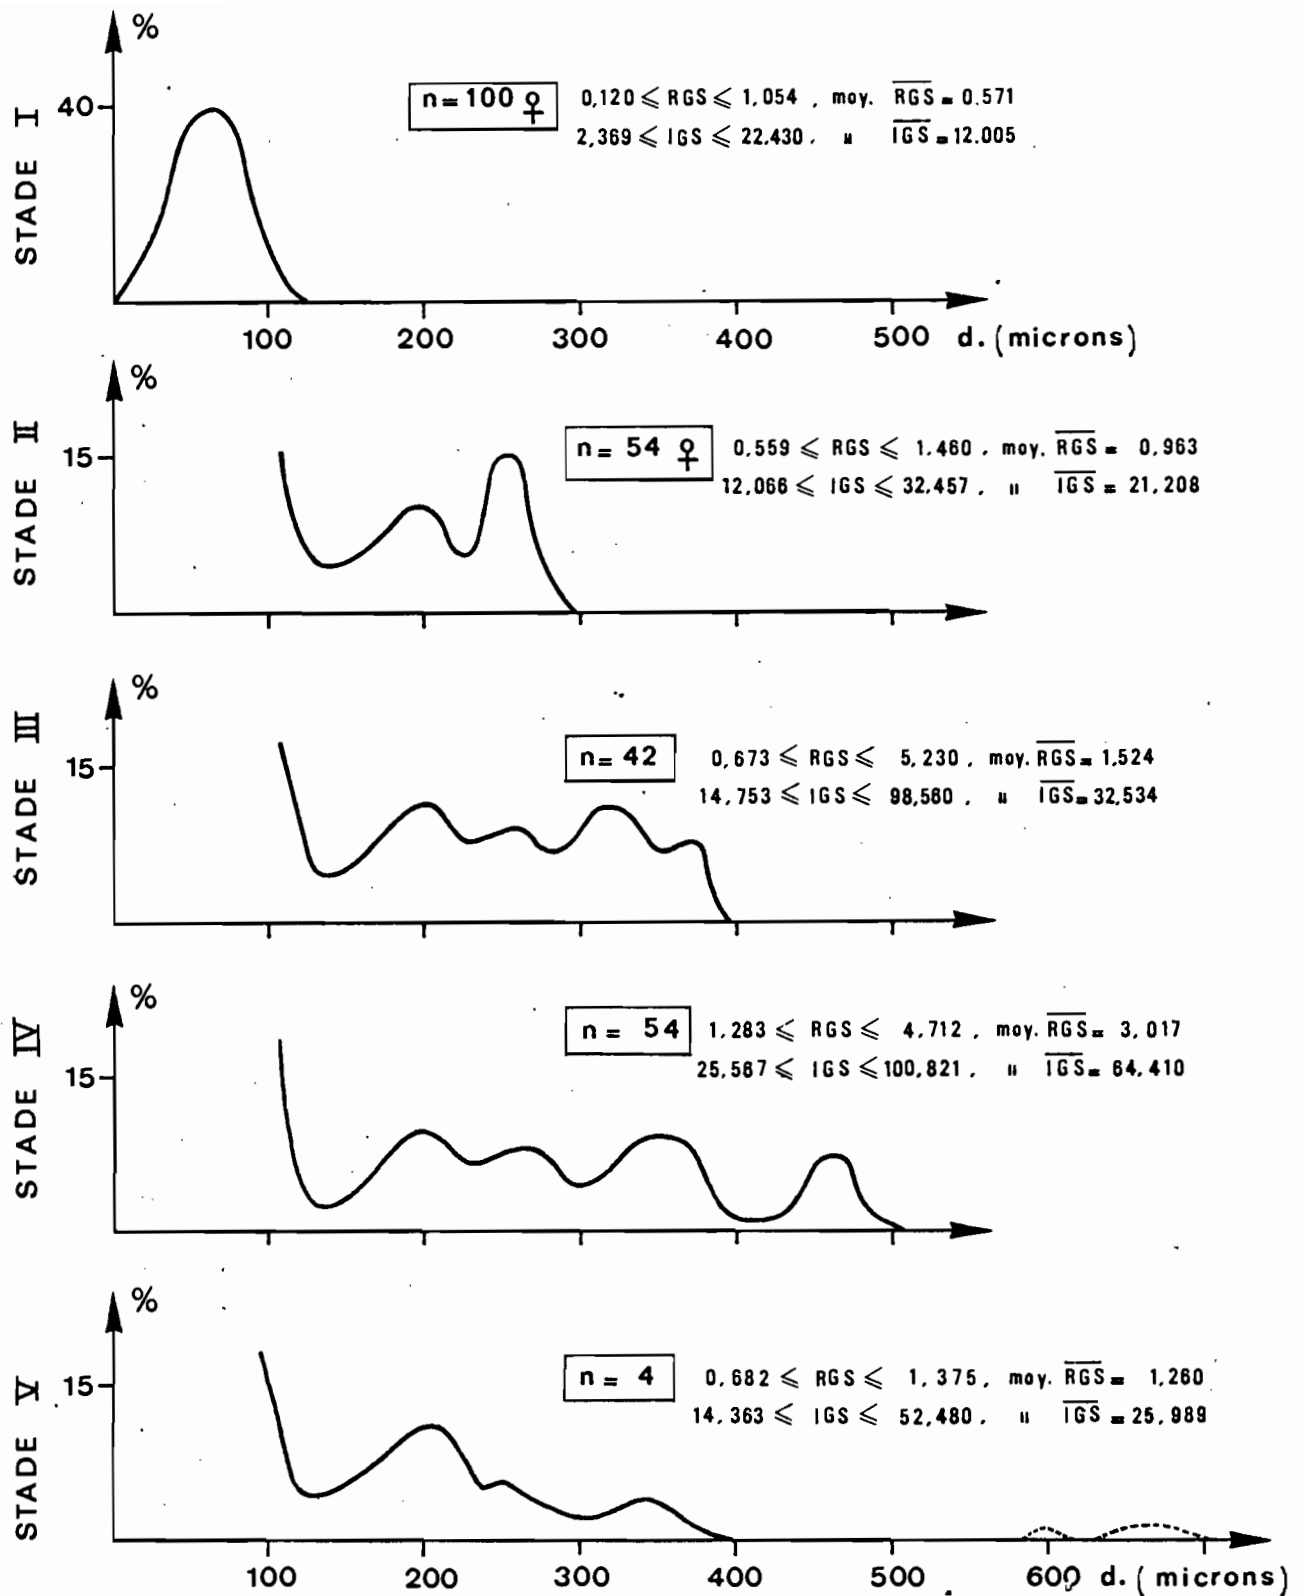 %
STADE I
40
n = 100 ♀
0,120 ⩽ RGS ⩽ 1,054 , moy. RGS = 0.571
2,369 ⩽ IGS ⩽ 22.430 . " IGS = 12.005
100 200 300 400 500 d. (microns)
%
STADE II
15
n = 54 ♀
0,559 ⩽ RGS ⩽ 1.460 . moy. RGS = 0,963
12,066 ⩽ IGS ⩽ 32,457 . " IGS = 21,208
%
STADE III
15
n = 42
0,673 ⩽ RGS ⩽ 5,230 . moy. RGS = 1,524
14,753 ⩽ IGS ⩽ 98,560 . " IGS = 32,534
%
STADE IV
15
n = 54
1,283 ⩽ RGS ⩽ 4,712 , moy. RGS = 3,017
25,567 ⩽ IGS ⩽ 100,821 . " IGS = 64,410
%
STADE V
15
n = 4
0,682 ⩽ RGS ⩽ 1,375 , moy. RGS = 1,260
14,363 ⩽ IGS ⩽ 52,480 . " IGS = 25,989
100 200 300 400 500 600 d. (microns)